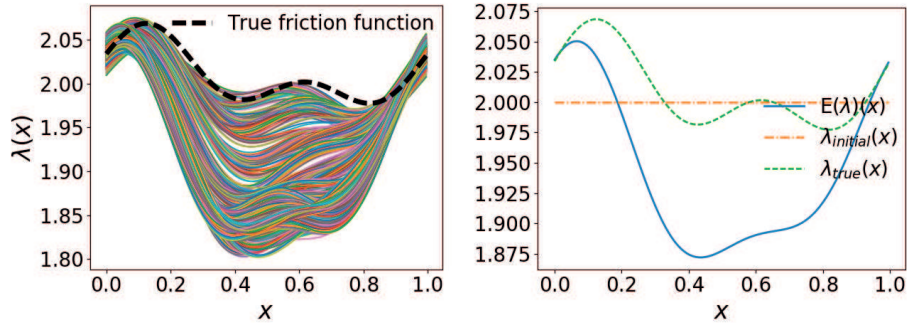 True friction function
2.05
2.00
1.95
1.90
1.85
1.80
λ(x)
0.0 0.2 0.4 0.6 0.8 1.0
x
2.075
2.050
2.025
2.000
1.975
1.950
1.925
1.900
1.875
E(λ)(x)
λinitial(x)
λtrue(x)
0.0 0.2 0.4 0.6 0.8 1.0
x